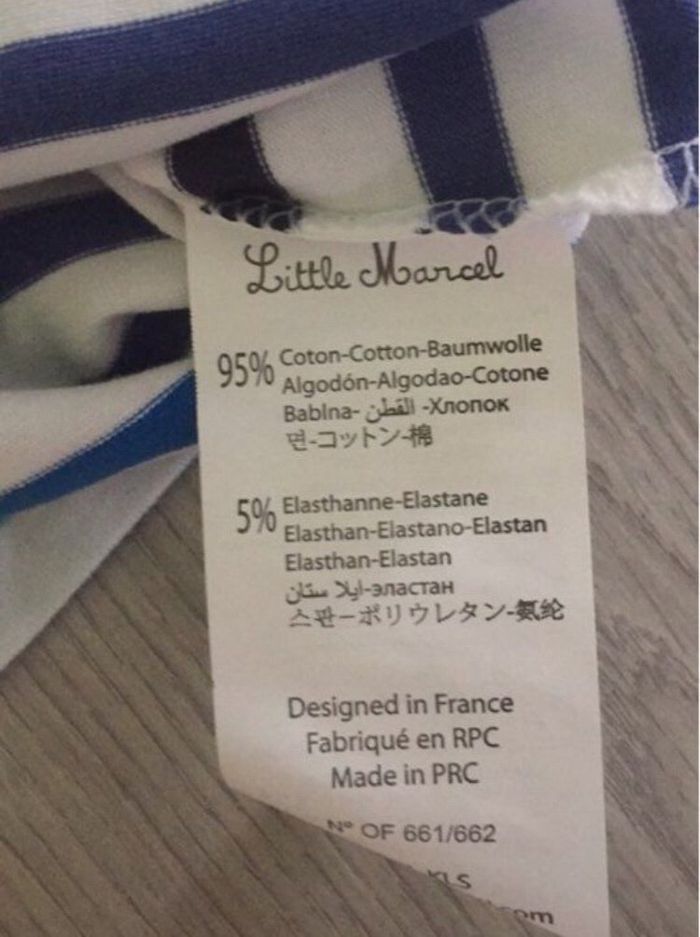 Little Marcel
95% Coton-Cotton-Baumwolle
Algodón-Algodao-Cotone
Bablna- القطن -Хлопок
면-コットン-棉
5% Elasthanne-Elastane
Elasthan-Elastano-Elastan
Elasthan-Elastan
ايلا ستان-эластан
스판-ポリウレタン-氨纶
Designed in France
Fabriqué en RPC
Made in PRC
N° OF 661/662
KLS
om